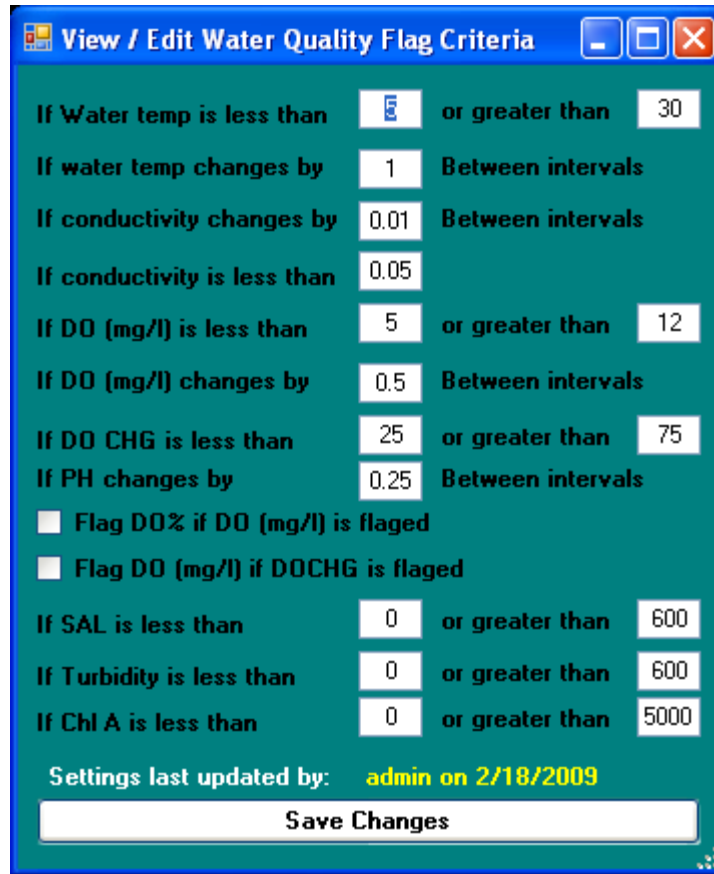 View / Edit Water Quality Flag Criteria
If Water temp is less than 5 or greater than 30
If water temp changes by 1 Between intervals
If conductivity changes by 0.01 Between intervals
If conductivity is less than 0.05
If DO (mg/l) is less than 5 or greater than 12
If DO (mg/l) changes by 0.5 Between intervals
If DO CHG is less than 25 or greater than 75
If PH changes by 0.25 Between intervals
Flag DO% if DO (mg/l) is flaged
Flag DO (mg/l) if DOCHG is flaged
If SAL is less than 0 or greater than 600
If Turbidity is less than 0 or greater than 600
If Chl A is less than 0 or greater than 5000
Settings last updated by: admin on 2/18/2009
Save Changes